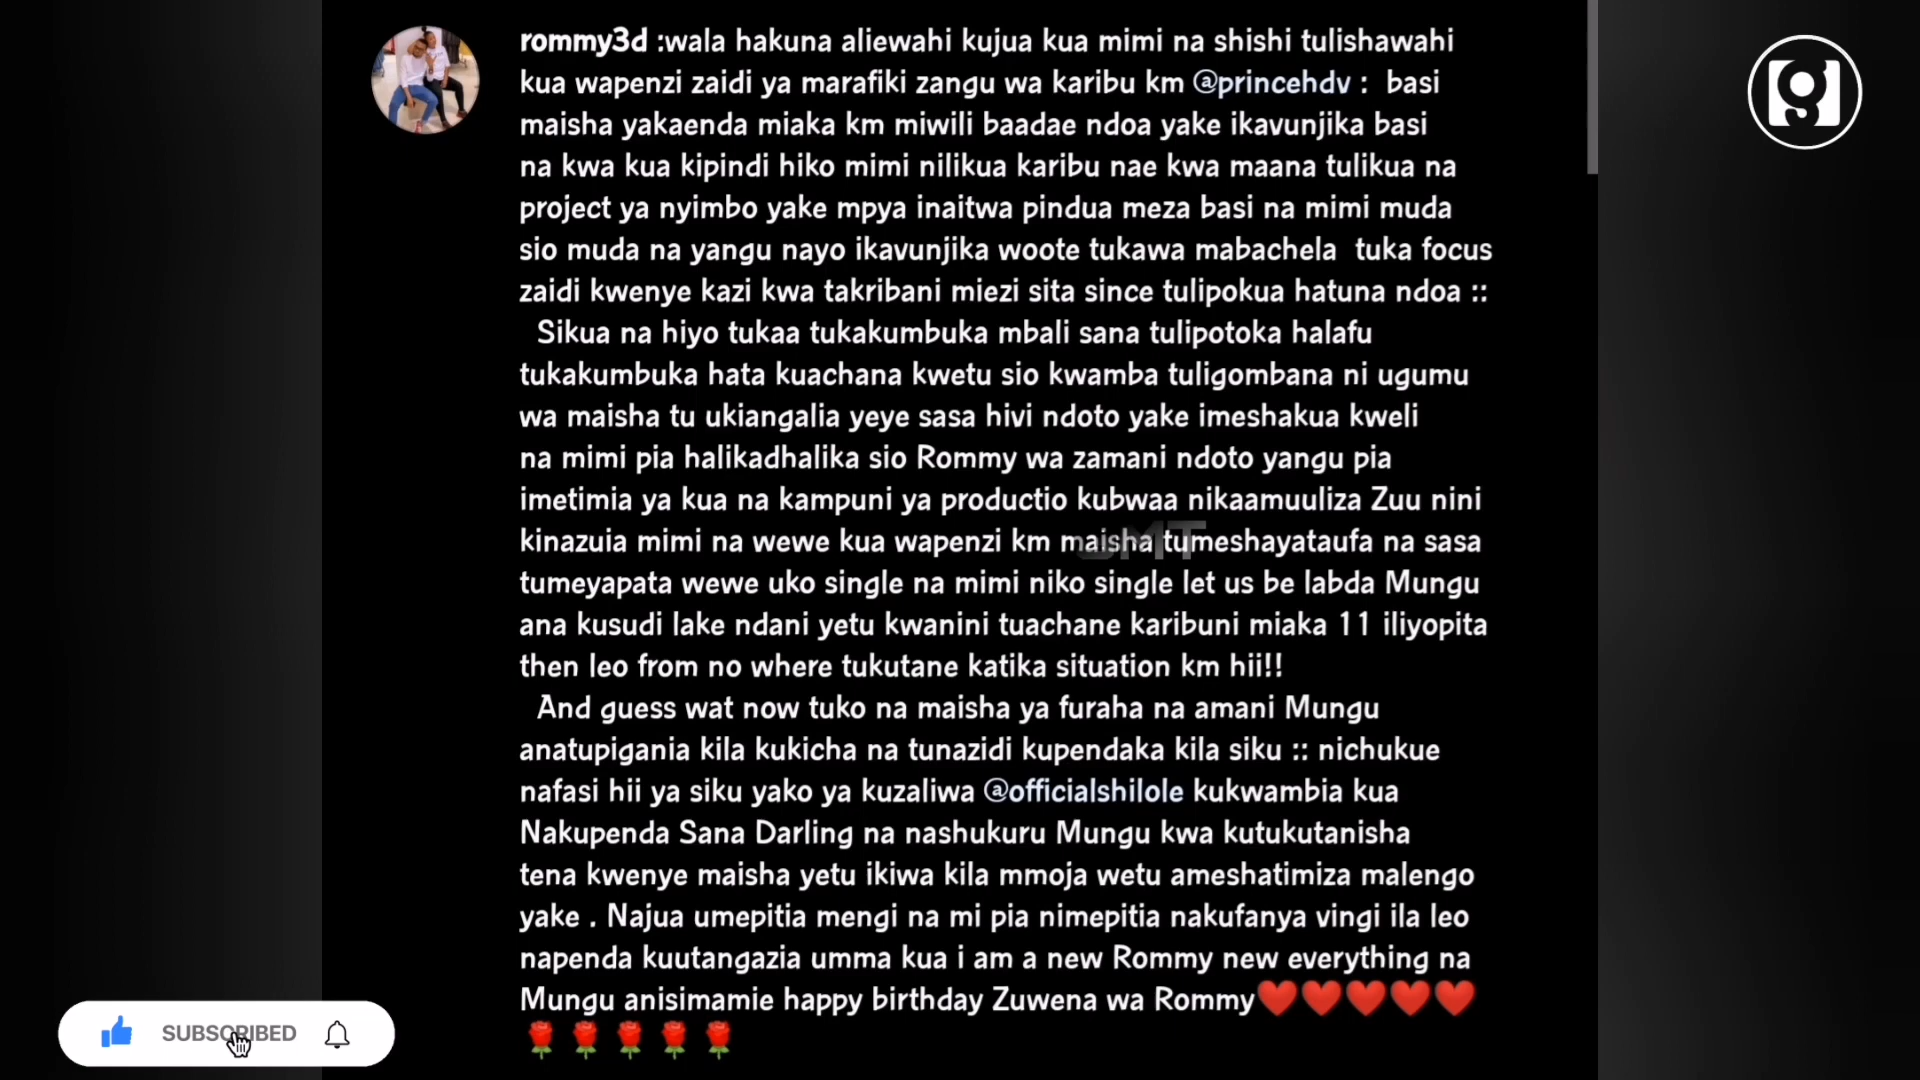 rommy3d :wala hakuna aliewahi kujua kua mimi na shishi tulishawahi
kua wapenzi zaidi ya marafiki zangu wa karibu km @princehdv : basi
maisha yakaenda miaka km miwili baadae ndoa yake ikavunjika basi
na kwa kua kipindi hiko mimi nilikua karibu nae kwa maana tulikua na
project ya nyimbo yake mpya inaitwa pindua meza basi na mimi muda
sio muda na yangu nayo ikavunjika woote tukawa mabachela tuka focus
zaidi kwenye kazi kwa takribani miezi sita since tulipokua hatuna ndoa ::
Sikua na hiyo tukaa tukakumbuka mbali sana tulipotoka halafu
tukakumbuka hata kuachana kwetu sio kwamba tuligombana ni ugumu
wa maisha tu ukiangalia yeye sasa hivi ndoto yake imeshakua kweli
na mimi pia halikadhalika sio Rommy wa zamani ndoto yangu pia
imetimia ya kua na kampuni ya productio kubwaa nikaamuuliza Zuu nini
kinazuia mimi na wewe kua wapenzi km maisha tumeshayataufa na sasa
tumeyapata wewe uko single na mimi niko single let us be labda Mungu
ana kusudi lake ndani yetu kwanini tuachane karibuni miaka 11 iliyopita
then leo from no where tukutane katika situation km hii!!
And guess wat now tuko na maisha ya furaha na amani Mungu
anatupigania kila kukicha na tunazidi kupendaka kila siku :: nichukue
nafasi hii ya siku yako ya kuzaliwa @officialshilole kukwambia kua
Nakupenda Sana Darling na nashukuru Mungu kwa kutukutanisha
tena kwenye maisha yetu ikiwa kila mmoja wetu ameshatimiza malengo
yake . Najua umepitia mengi na mi pia nimepitia nakufanya vingi ila leo
napenda kuutangazia umma kua i am a new Rommy new everything na
Mungu anisimamie happy birthday Zuwena wa Rommy❤️❤️❤️❤️❤️
🌹🌹🌹🌹🌹
SUBSCRIBED